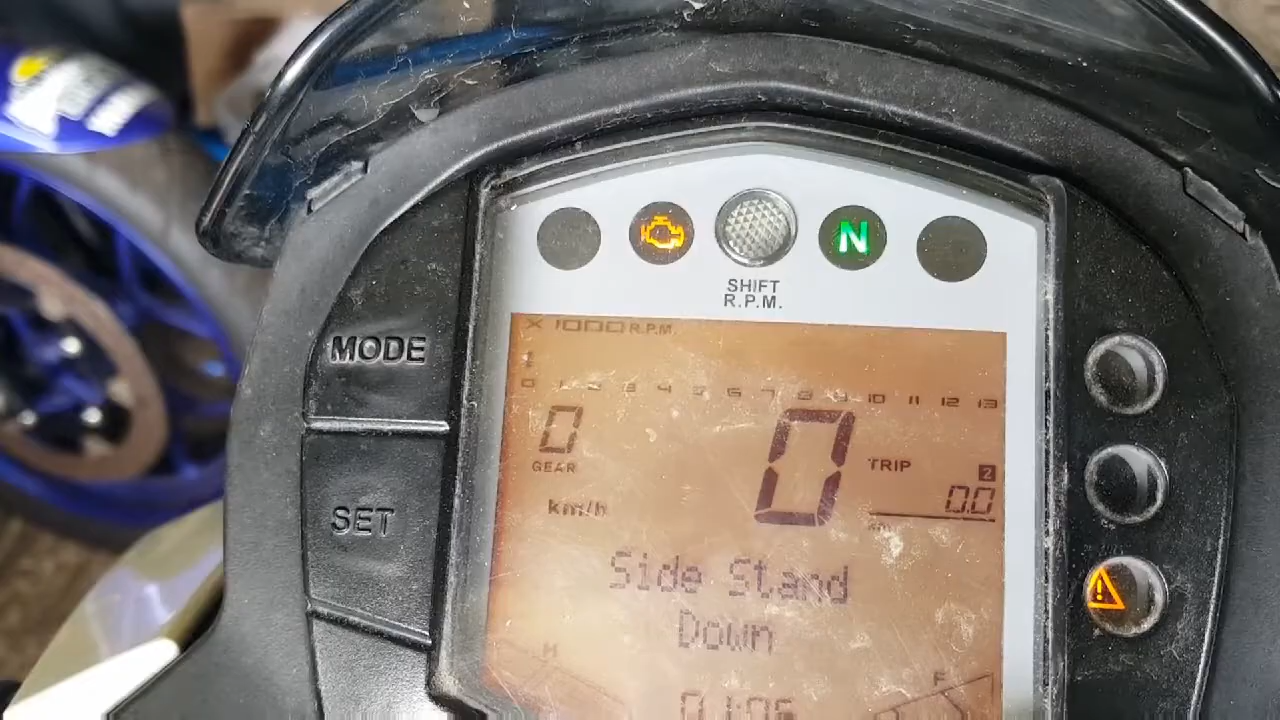 N
SHIFT
R.P.M.
X 1000 R.P.M
0 1 2 3 4 5 6 7 8 9 10 11 12 13
MODE
0
GEAR
0
TRIP 2
0.0
km/h
SET
Side Stand
Down
H
F